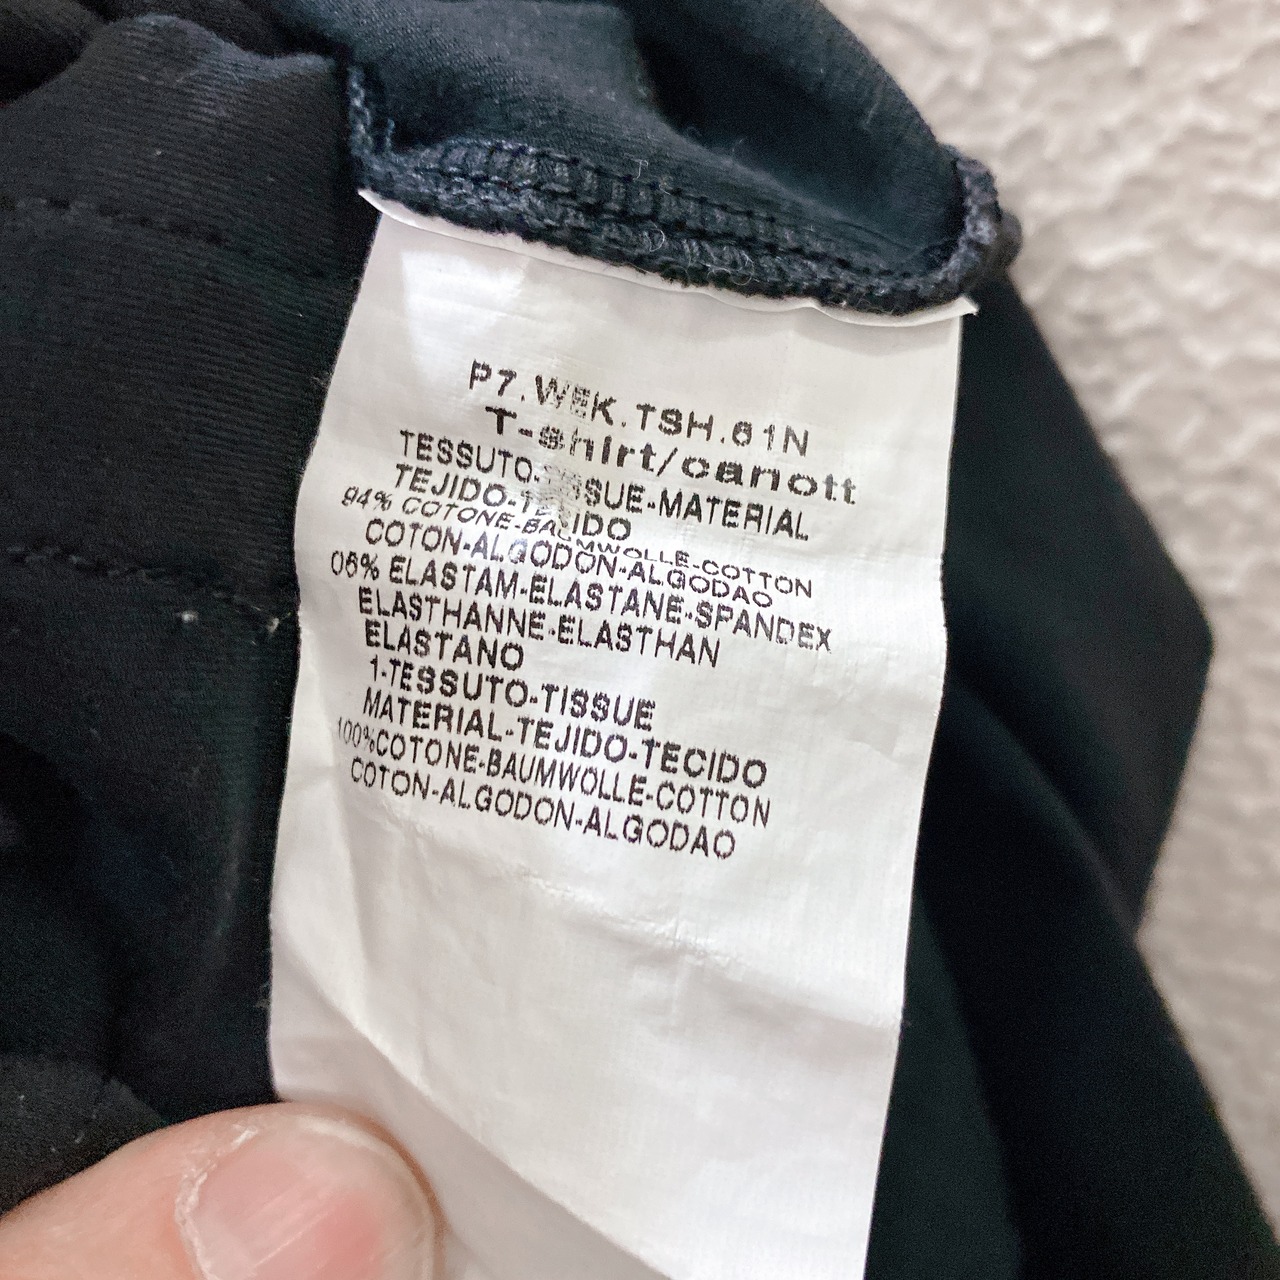 P7.WEK.TSH.61N
T-shirt/canott
TESSUTO-TISSUE-MATERIAL
TEJIDO-TECIDO
94% COTONE-BAUMWOLLE-COTTON
COTON-ALGODON-ALGODAO
06% ELASTAM-ELASTANE-SPANDEX
ELASTHANNE-ELASTHAN
ELASTANO
1-TESSUTO-TISSUE
MATERIAL-TEJIDO-TECIDO
100%COTONE-BAUMWOLLE-COTTON
COTON-ALGODON-ALGODAO